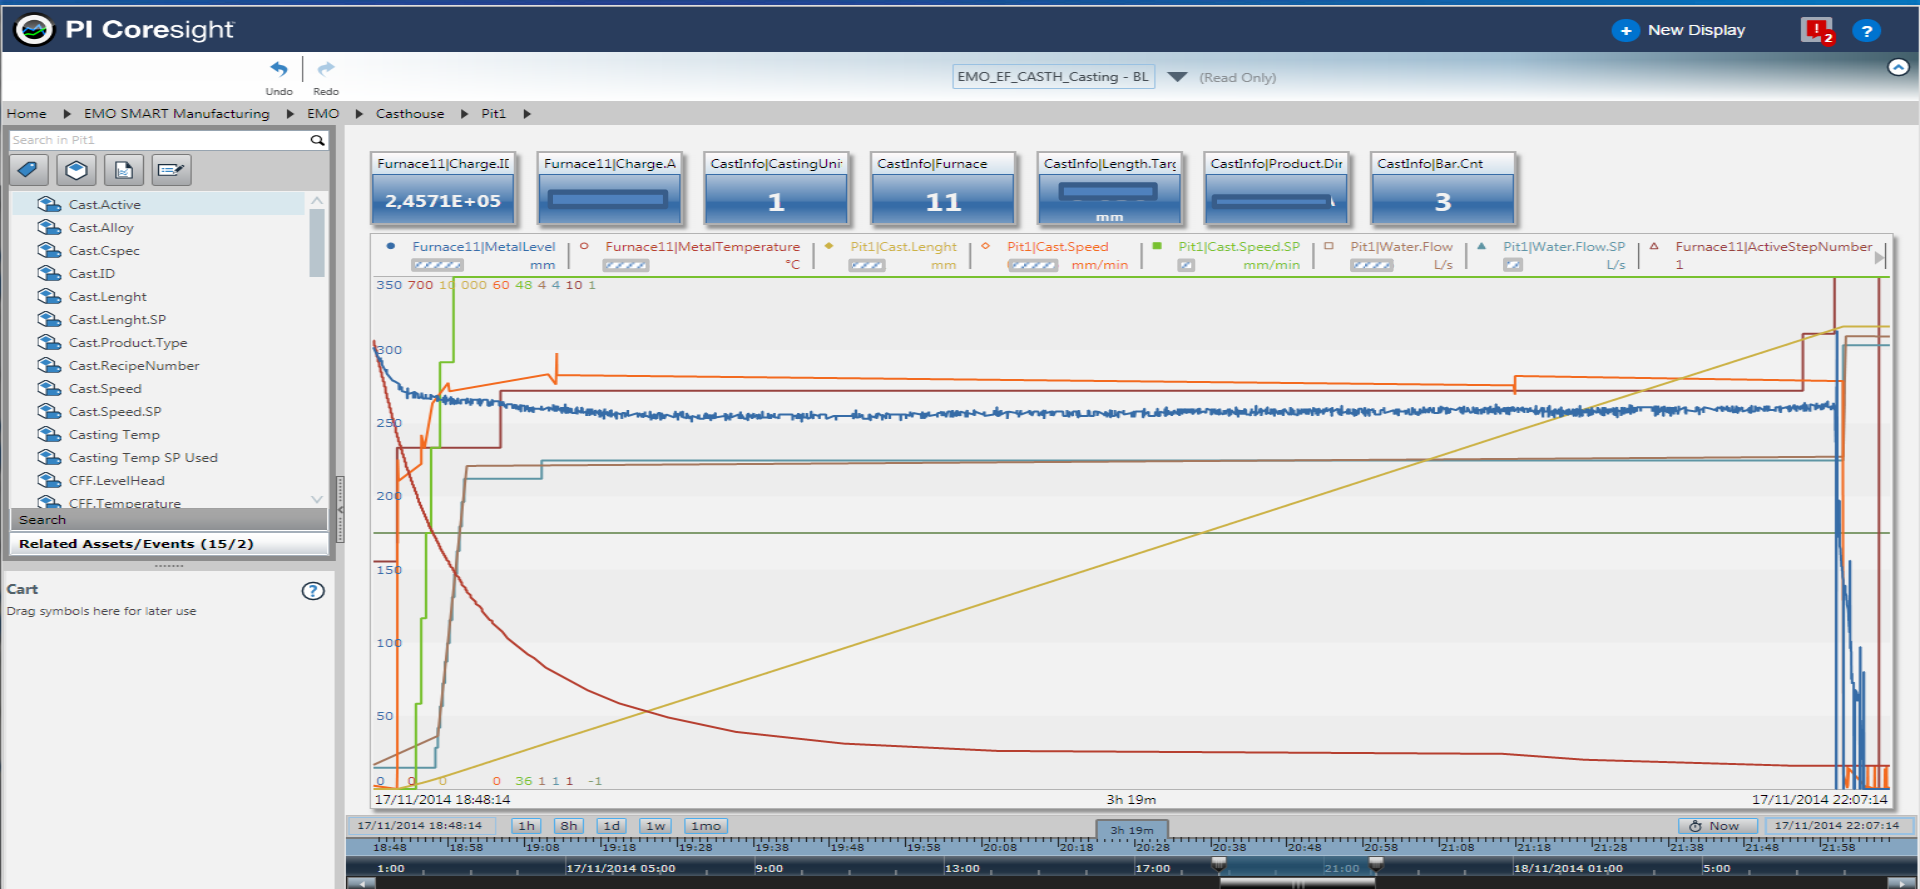 PI Coresight
New Display
! 2
?
Undo
Redo
EMO_EF_CASTH_Casting - BL
(Read Only)
Home EMO SMART Manufacturing EMO Casthouse Pit1
Search in Pit1
Cast.Active
Cast.Alloy
Cast.Cspec
Cast.ID
Cast.Lenght
Cast.Lenght.SP
Cast.Product.Type
Cast.RecipeNumber
Cast.Speed
Cast.Speed.SP
Casting Temp
Casting Temp SP Used
CFF.LevelHead
CFF.Temperature
Search
Related Assets/Events (15/2)
Cart
?
Drag symbols here for later use
Furnace11|Charge.ID
2,4571E+05
Furnace11|Charge.A
CastInfo|CastingUni
1
CastInfo|Furnace
11
CastInfo|Length.Targ
mm
CastInfo|Product.Dir
CastInfo|Bar.Cnt
3
Furnace11|MetalLevel
mm
Furnace11|MetalTemperature
°C
Pit1|Cast.Lenght
mm
Pit1|Cast.Speed
mm/min
Pit1|Cast.Speed.SP
mm/min
Pit1|Water.Flow
L/s
Pit1|Water.Flow.SP
L/s
Furnace11|ActiveStepNumber
1
350 700 10 000 60 48 4 4 10 1
300
250
200
150
100
50
0 0 0 0 36 1 1 1 -1
17/11/2014 18:48:14
3h 19m
17/11/2014 22:07:14
17/11/2014 18:48:14
1h 8h 1d 1w 1mo
3h 19m
Now
17/11/2014 22:07:14
18:48 18:58 19:08 19:18 19:28 19:38 19:48 19:58 20:08 20:18 20:28 20:38 20:48 20:58 21:08 21:18 21:28 21:38 21:48 21:58
1:00 17/11/2014 05:00 9:00 13:00 17:00 21:00 18/11/2014 01:00 5:00